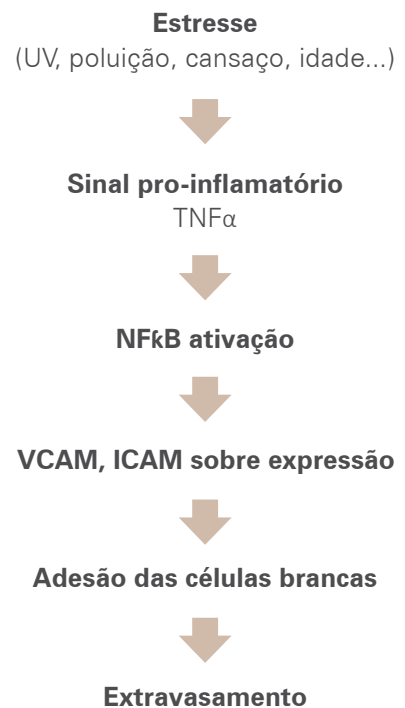 Estresse
(UV, poluição, cansaço, idade...)
Sinal pro-inflamatório
TNFα
NFkB ativação
VCAM, ICAM sobre expressão
Adesão das células brancas
Extravasamento